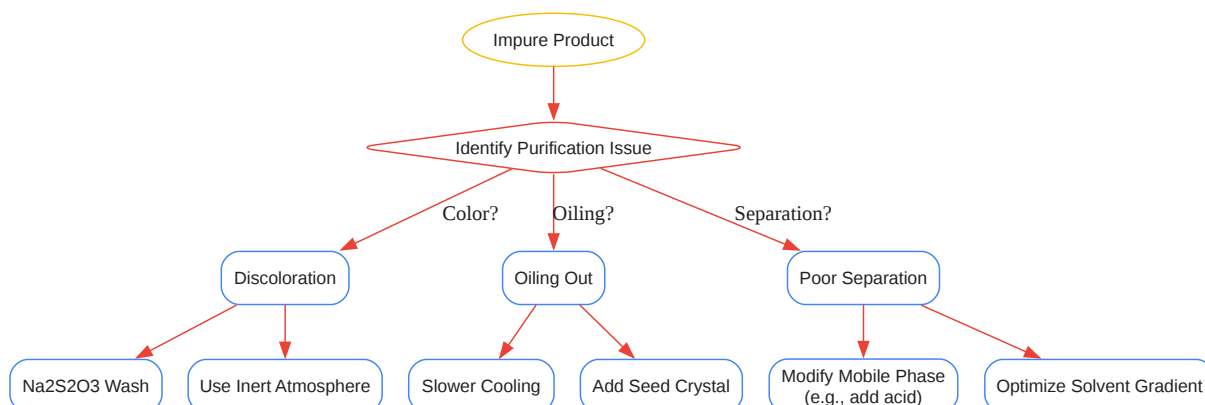 Impure Product
Identify Purification Issue
Color?
Oiling?
Separation?
Discoloration
Oiling Out
Poor Separation
Na2S2O3 Wash
Use Inert Atmosphere
Slower Cooling
Add Seed Crystal
Modify Mobile Phase
(e.g., add acid)
Optimize Solvent Gradient